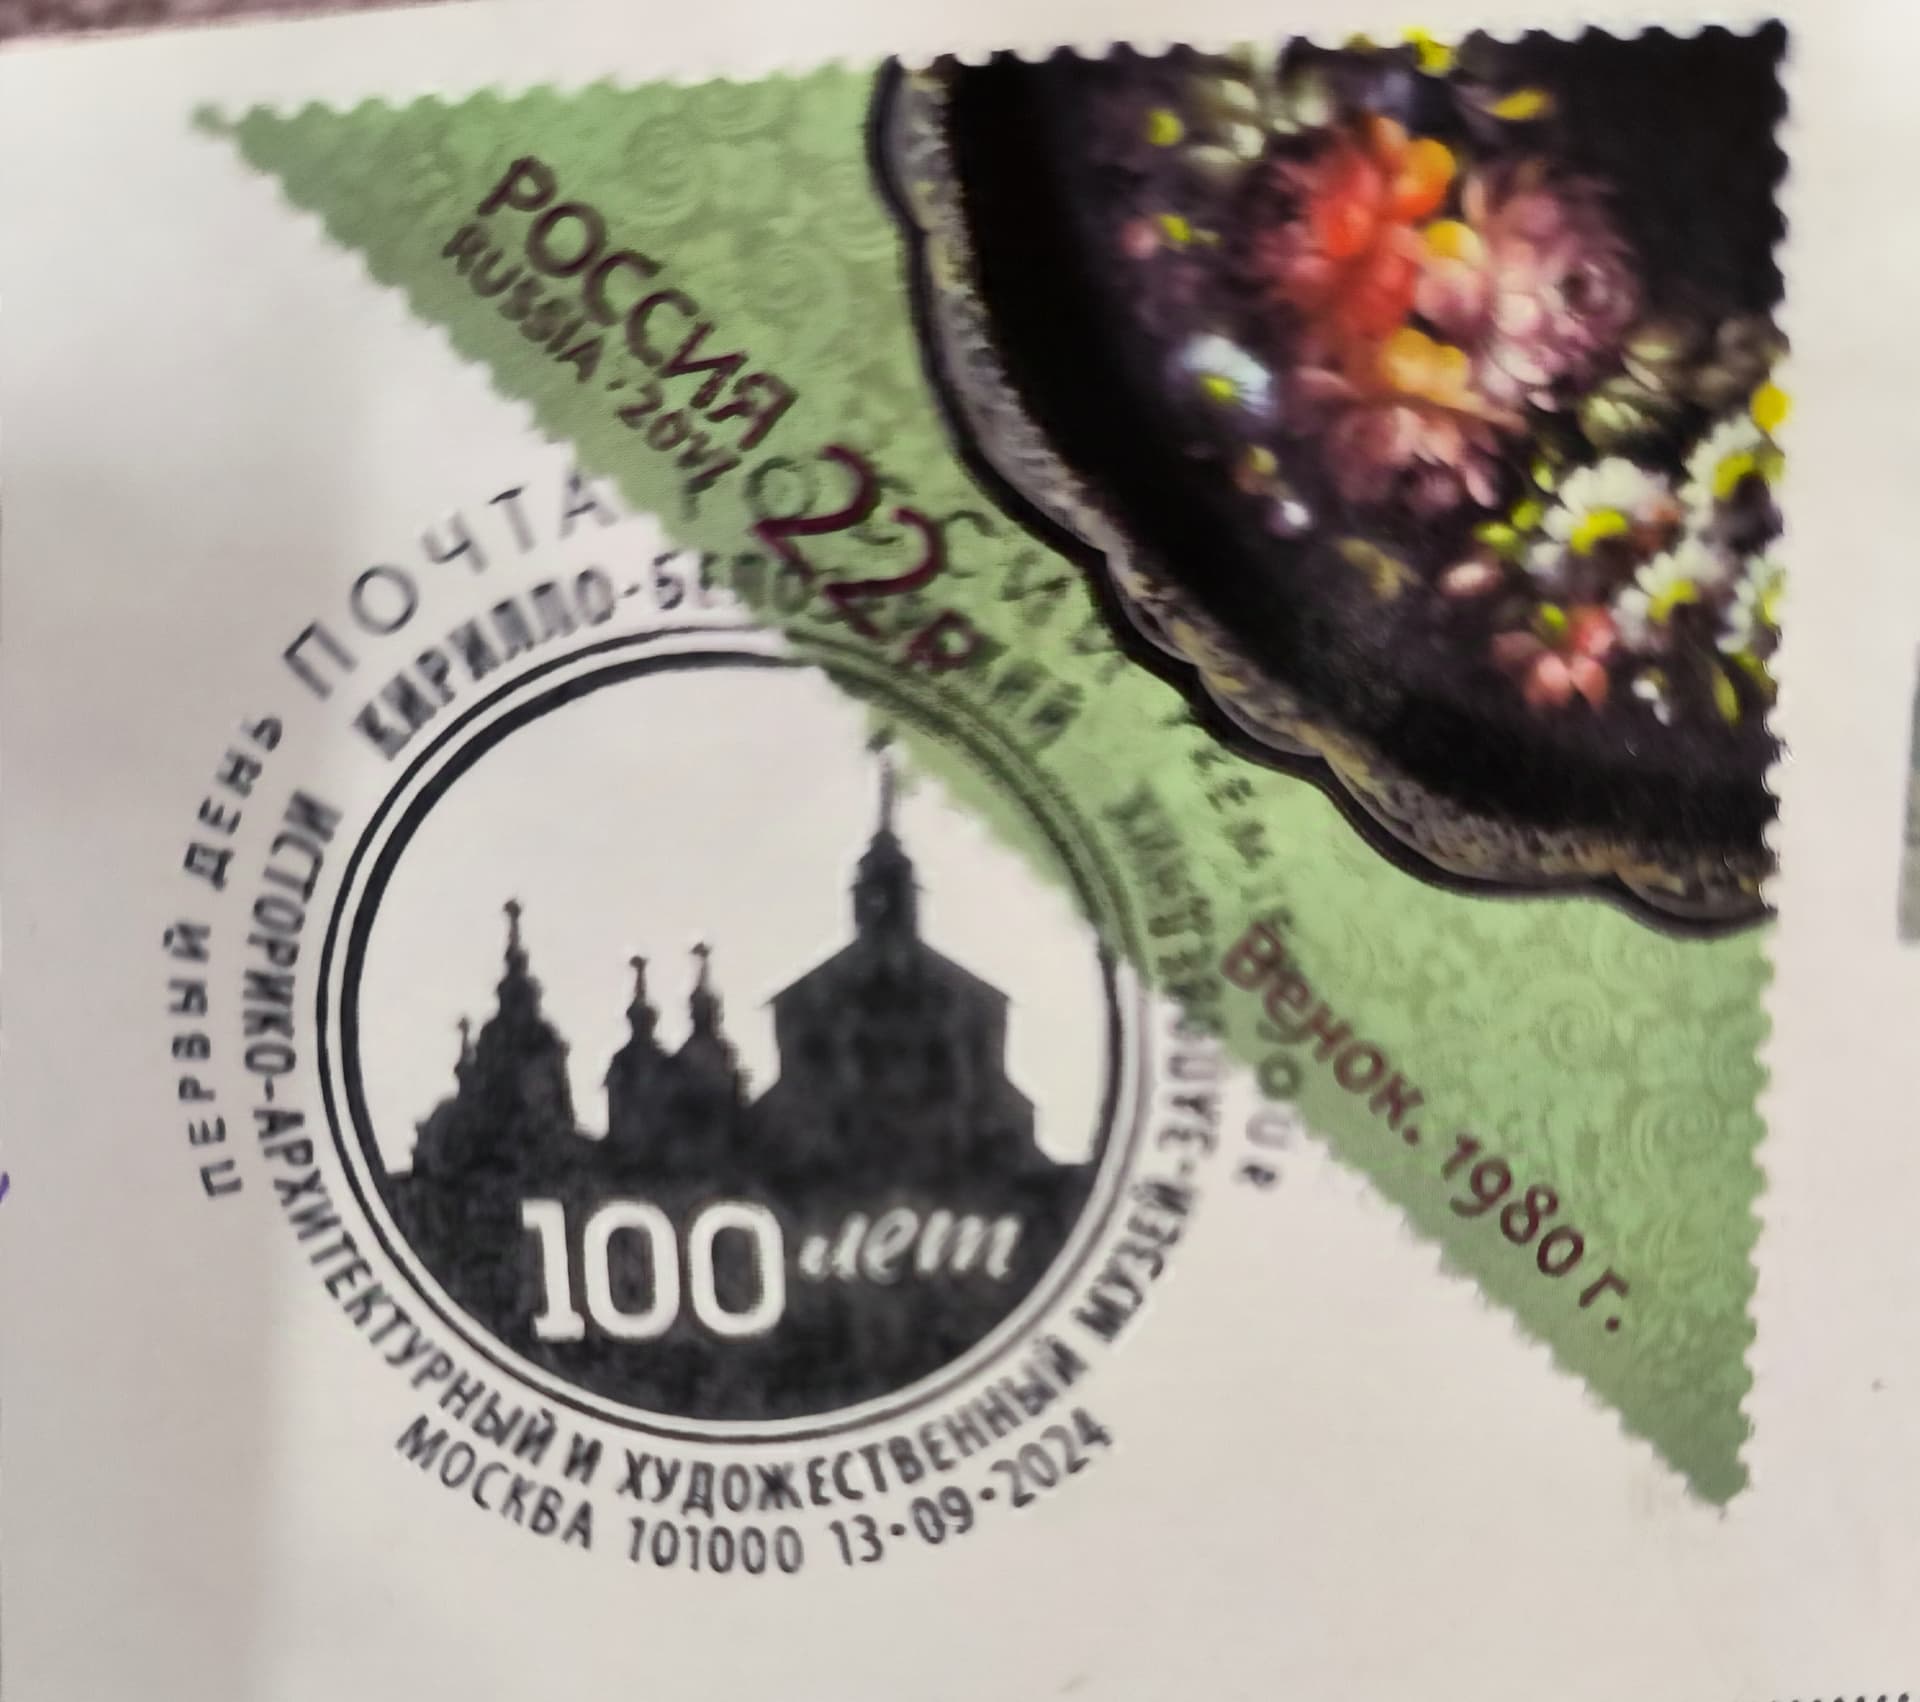 РОССИЯ
RUSSIA
22
Венок. 1980 г.
ПЕРВЫЙ ДЕНЬ
ПОЧТА
КИРИЛЛО-
ИСТОРИКО-АРХИТЕКТУРНЫЙ И ХУДОЖЕСТВЕННЫЙ МУЗЕЙ-
100 лет
МОСКВА 101000 13•09•2024